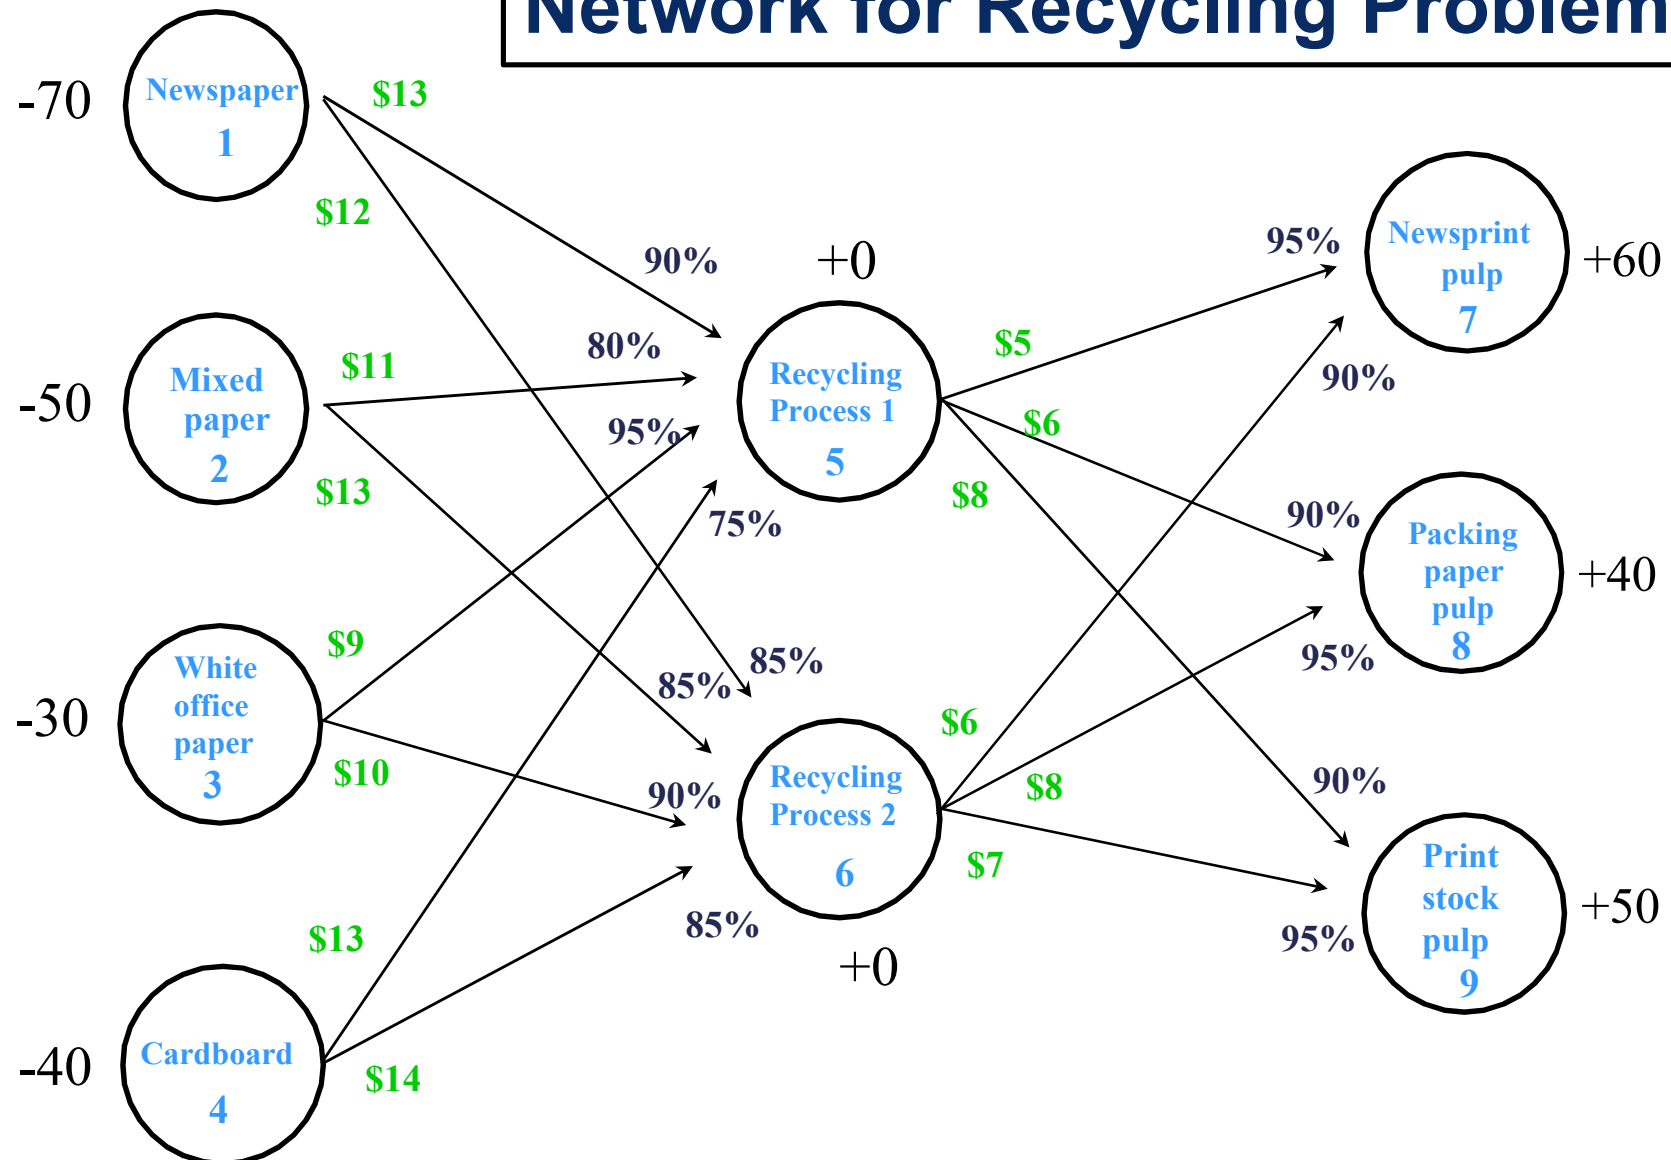 Network for Recycling Problem
-70
Newspaper
1
$13
$12
90%
-50
Mixed
paper
2
$11
$13
80%
95%
75%
+0
Recycling
Process 1
5
$5
$6
$8
95%
90%
Newsprint
pulp
7
+60
90%
Packing
paper
pulp
8
+40
95%
-30
White
office
paper
3
$9
$10
85%
85%
90%
Recycling
Process 2
6
+0
$6
$8
$7
90%
95%
Print
stock
pulp
9
+50
-40
Cardboard
4
$13
$14
85%